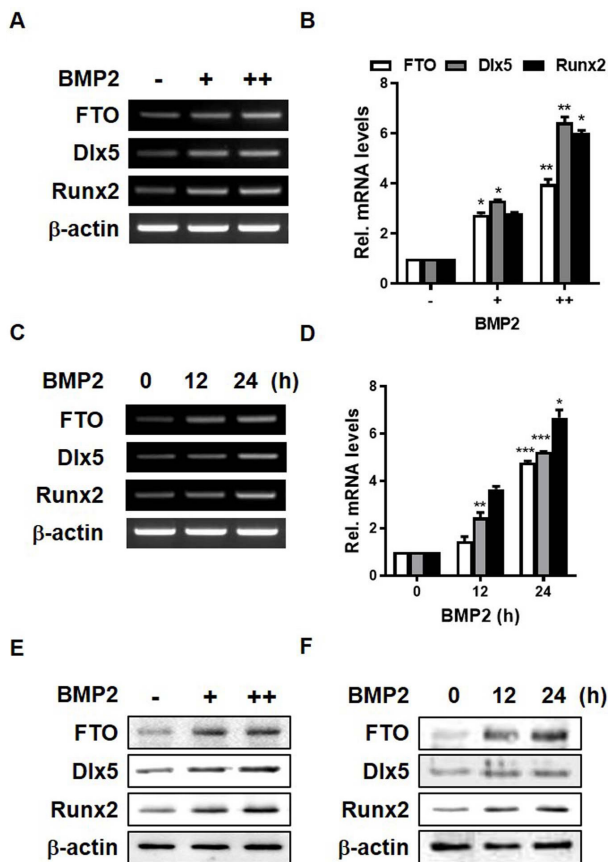 A
BMP2 - + ++
FTO
Dlx5
Runx2
β-actin
B
FTO Dlx5 Runx2
Rel. mRNA levels
8
6
4
2
0
* * ** ** *
- + ++
BMP2
C
BMP2 0 12 24 (h)
FTO
Dlx5
Runx2
β-actin
D
Rel. mRNA levels
8
6
4
2
0
** *** *** *
0 12 24
BMP2 (h)
E
BMP2 - + ++
FTO
Dlx5
Runx2
β-actin
F
BMP2 0 12 24 (h)
FTO
Dlx5
Runx2
β-actin